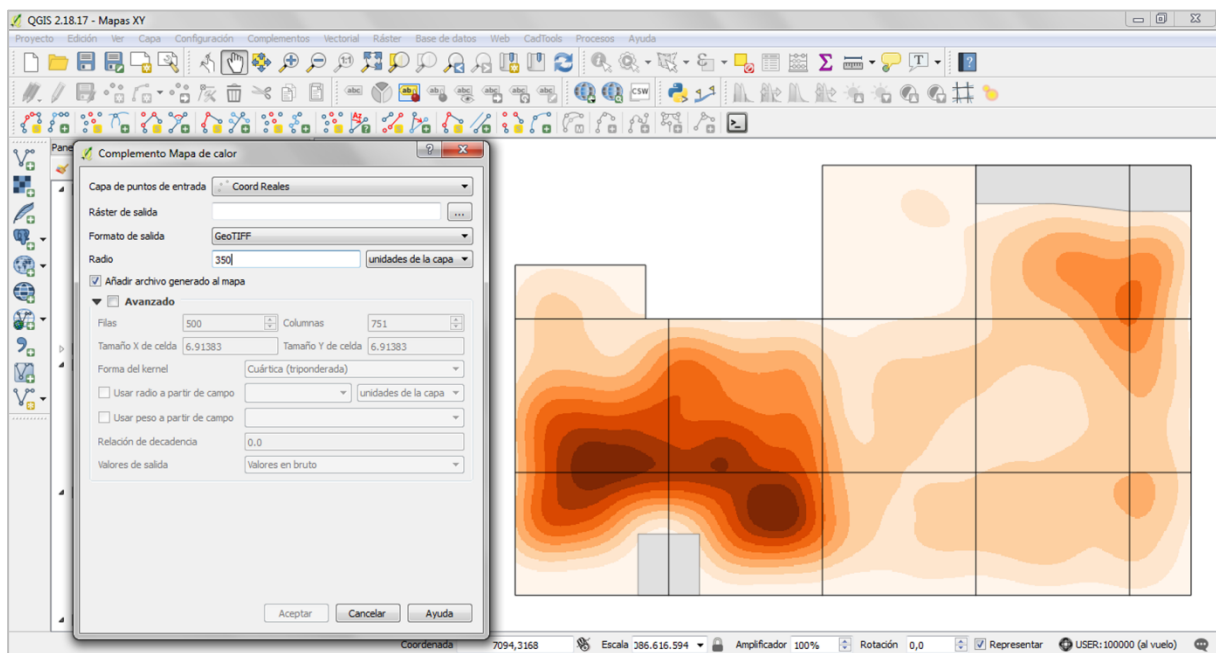 QGIS 2.18.17 - Mapas XY
Proyecto Edición Ver Capa Configuración Complementos Vectorial Ráster Base de datos Web CadTools Procesos Ayuda
CSW
Pane
Complemento Mapa de calor
Capa de puntos de entrada Coord Reales
Ráster de salida ...
Formato de salida GeoTIFF
Radio 350 unidades de la capa
Añadir archivo generado al mapa
Avanzado
Filas 500 Columnas 751
Tamaño X de celda 6.91383 Tamaño Y de celda 6.91383
Forma del kernel Cuártica (triponderada)
Usar radio a partir de campo unidades de la capa
Usar peso a partir de campo
Relación de decadencia 0.0
Valores de salida Valores en bruto
Aceptar Cancelar Ayuda
Coordenada 7094,3168 Escala 386.616.594 Amplificador 100% Rotación 0,0 Representar USER:100000 (al vuelo)